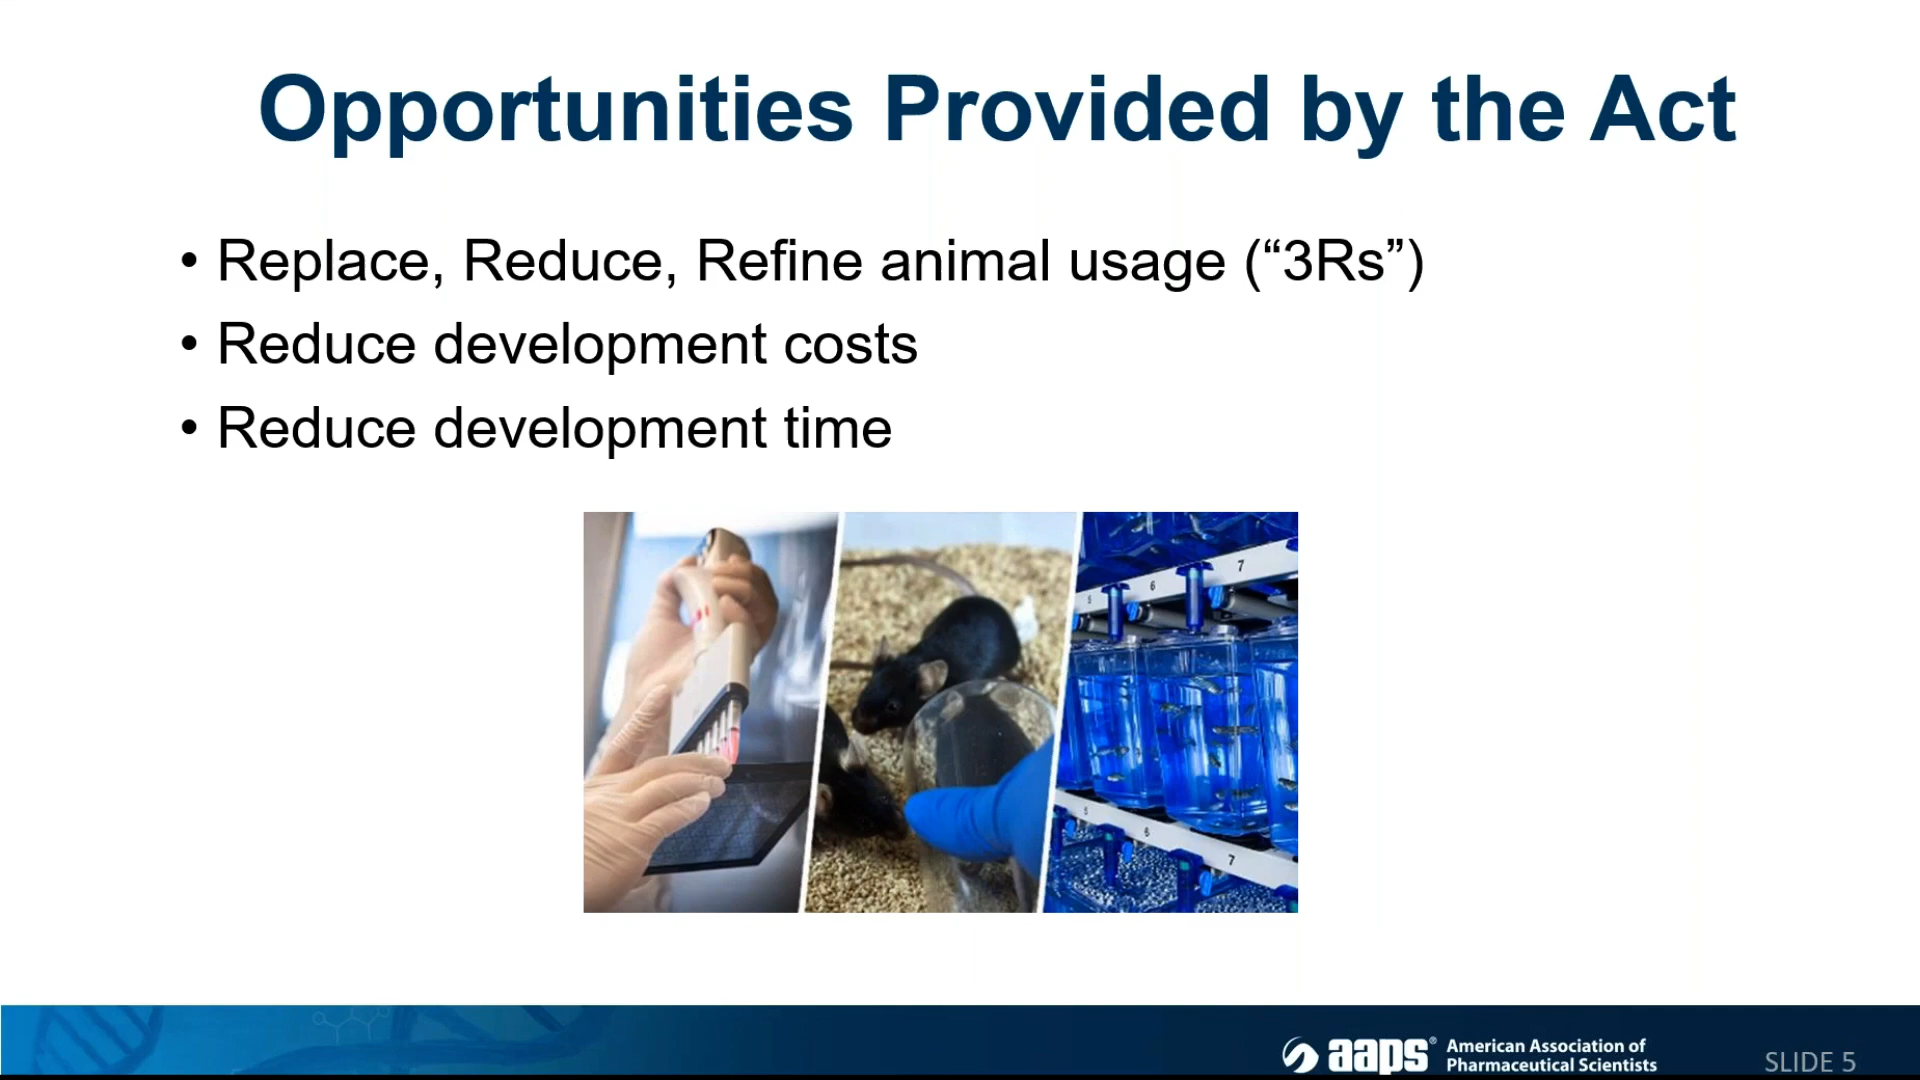 Opportunities Provided by the Act
• Replace, Reduce, Refine animal usage (“3Rs”)
• Reduce development costs
• Reduce development time
5
6
7
5
6
7
aaps®
American Association of
Pharmaceutical Scientists
SLIDE 5